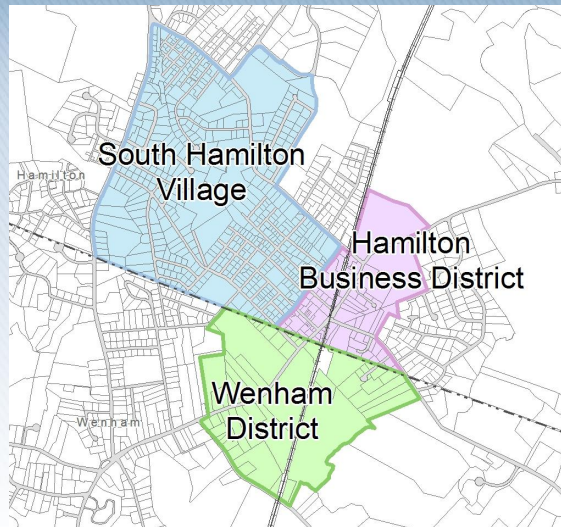 South Hamilton
Village
Hamilton
Hamilton
Business District
Wenham
District
Wenham